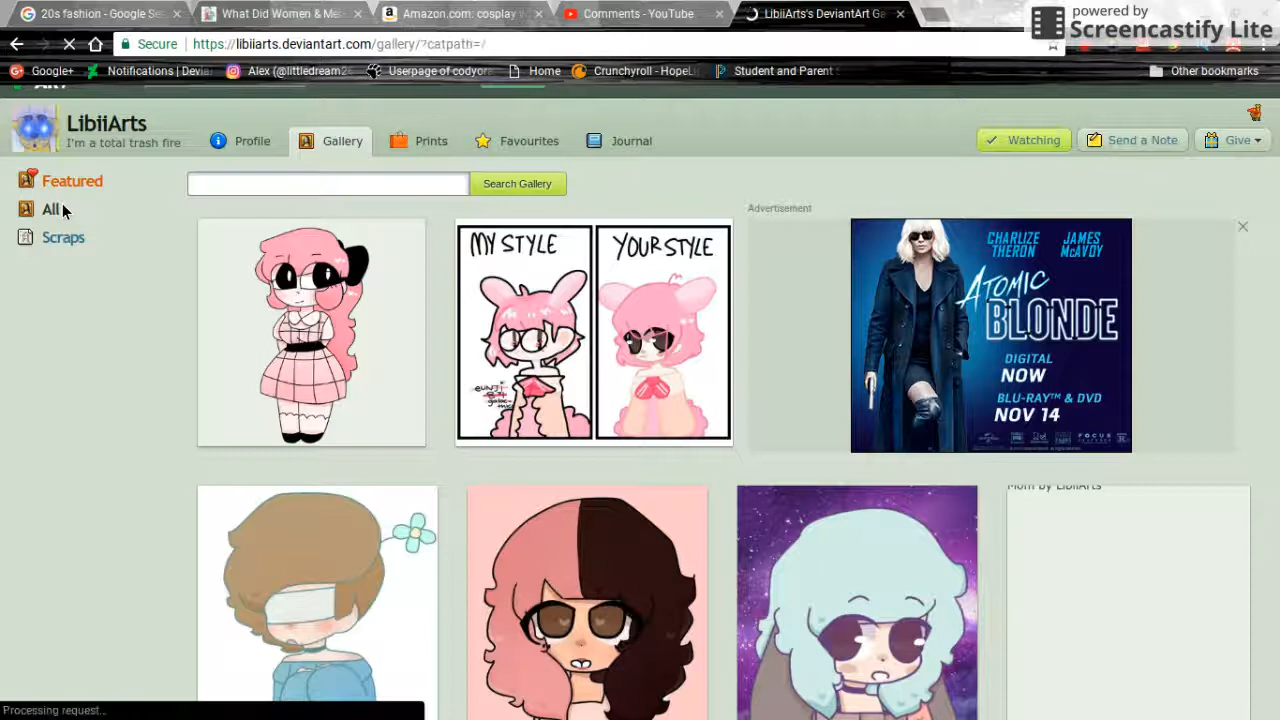 20s fashion - Google Se
What Did Women & Me
Amazon.com: cosplay w
Comments - YouTube
LibiiArts's DeviantArt Ga
powered by
Screencastify Lite
Secure
https://libiiarts.deviantart.com/gallery/?catpath=/
Google+
Notifications | Devia
Alex (@littledream2
Userpage of codyor
Home
Crunchyroll - HopeLi
Student and Parent S
Other bookmarks
LibiiArts
I'm a total trash fire
Profile
Gallery
Prints
Favourites
Journal
Watching
Send a Note
Give
Featured
All
Scraps
Search Gallery
Advertisement
MY STYLE
YOUR STYLE
CHARLIZE THERON
JAMES McAVOY
ATOMIC
BLONDE
DIGITAL
NOW
BLU-RAY™ & DVD
NOV 14
FOCUS
Mom by LibiiArts
Processing request...